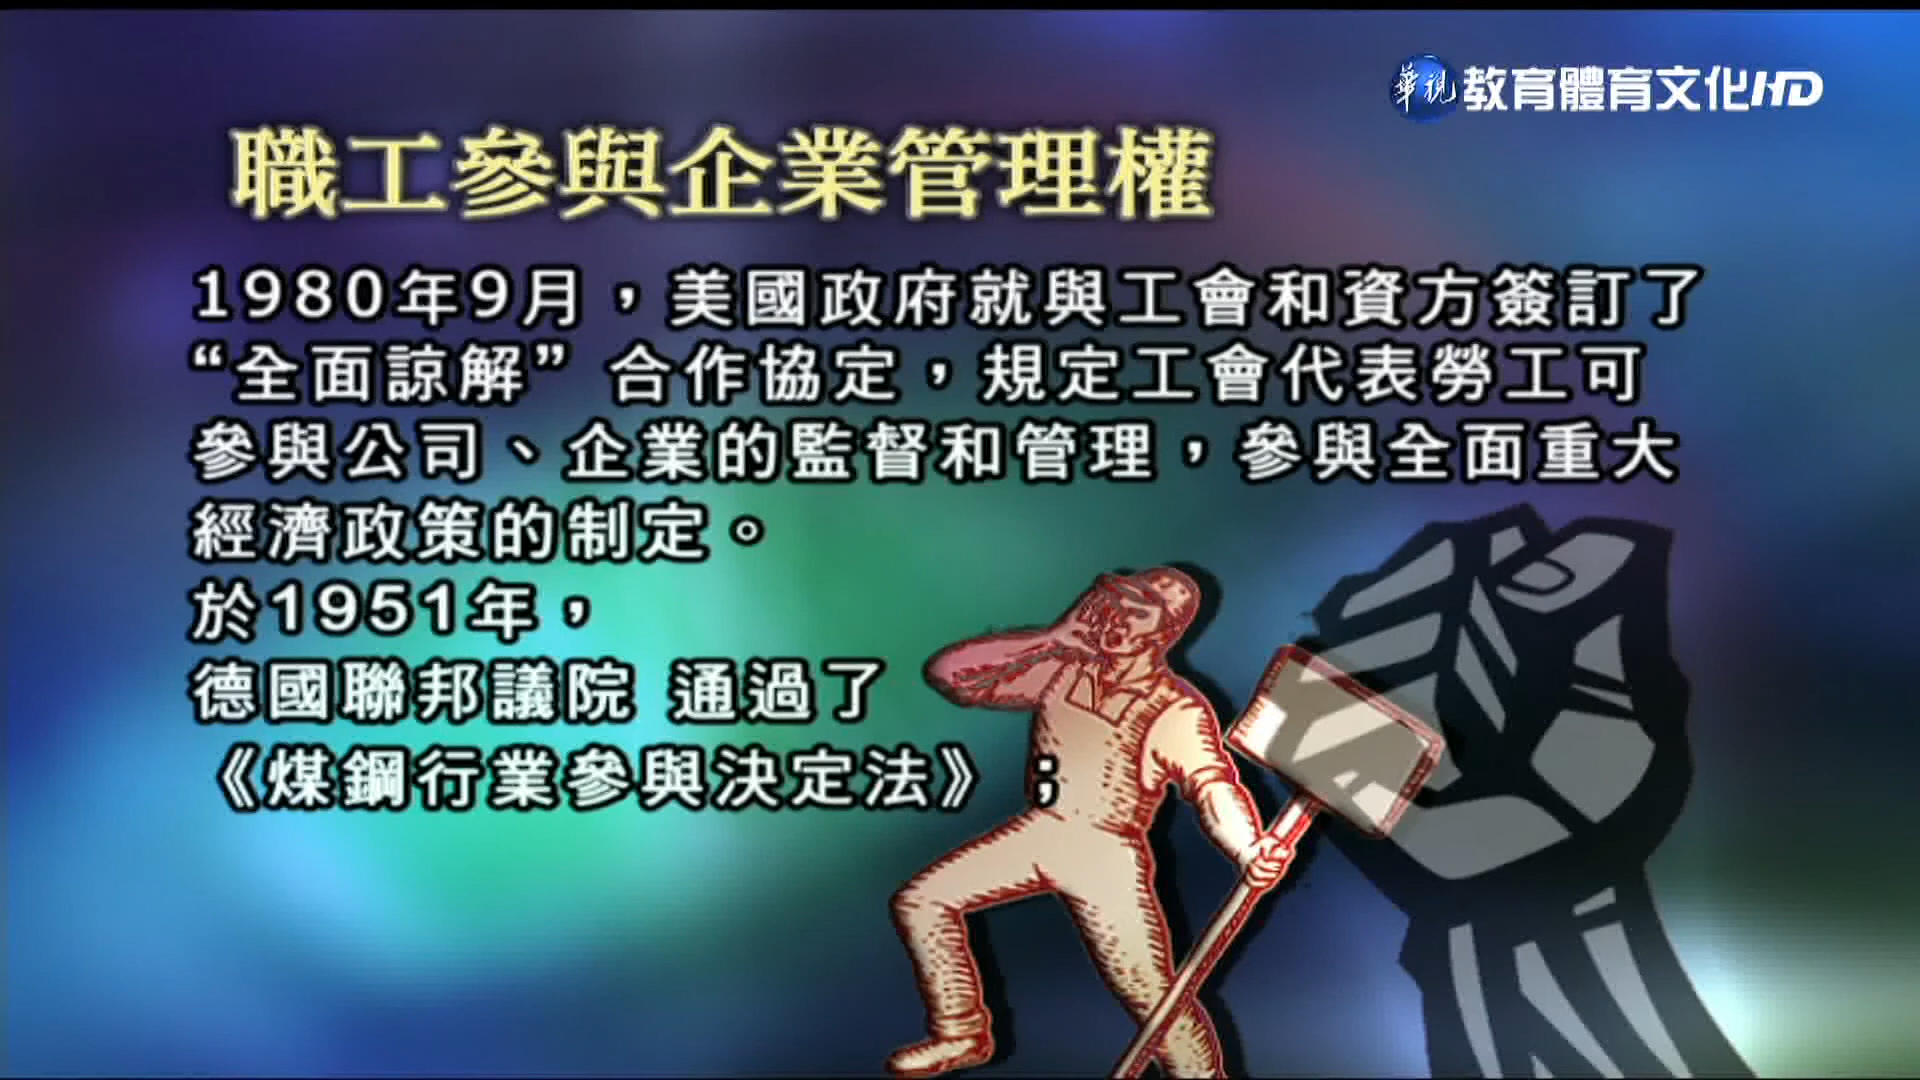 華視 教育體育文化HD
職工參與企業管理權
1980年9月，美國政府就與工會和資方簽訂了
“全面諒解”合作協定，規定工會代表勞工可
參與公司、企業的監督和管理，參與全面重大
經濟政策的制定。
於1951年，
德國聯邦議院 通過了
《煤鋼行業參與決定法》；